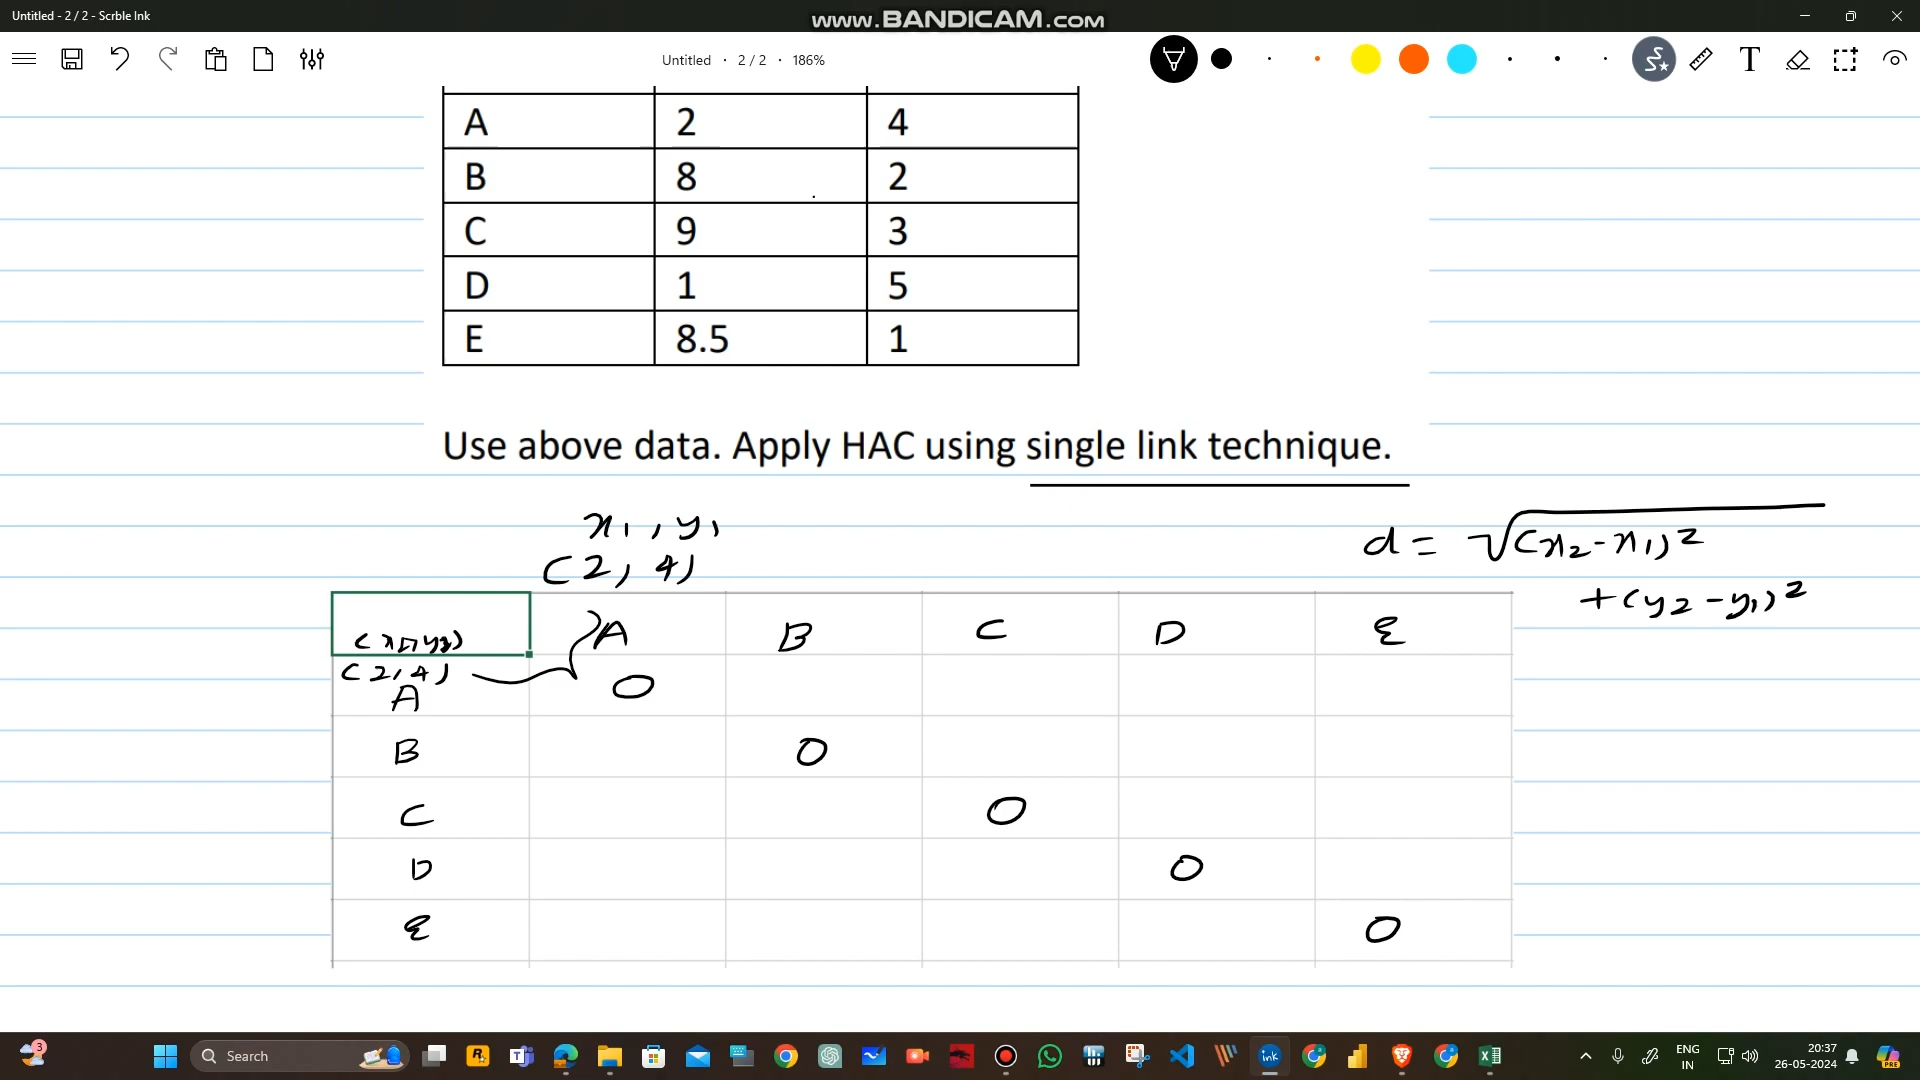 Untitled - 2 / 2 - Scrble Ink
www.BANDICAM.com
Untitled · 2 / 2 · 186%
A 2 4
B 8 2
C 9 3
D 1 5
E 8.5 1
Use above data. Apply HAC using single link technique.
x₁, y₁
(2, 4)
d = √(x₂-x₁)²
+(y₂-y₁)²
A B C D E
(2, 4)
A 0
B 0
C 0
D 0
E 0
3
Search
ink
ENG
IN
20:37
26-05-2024
PRE